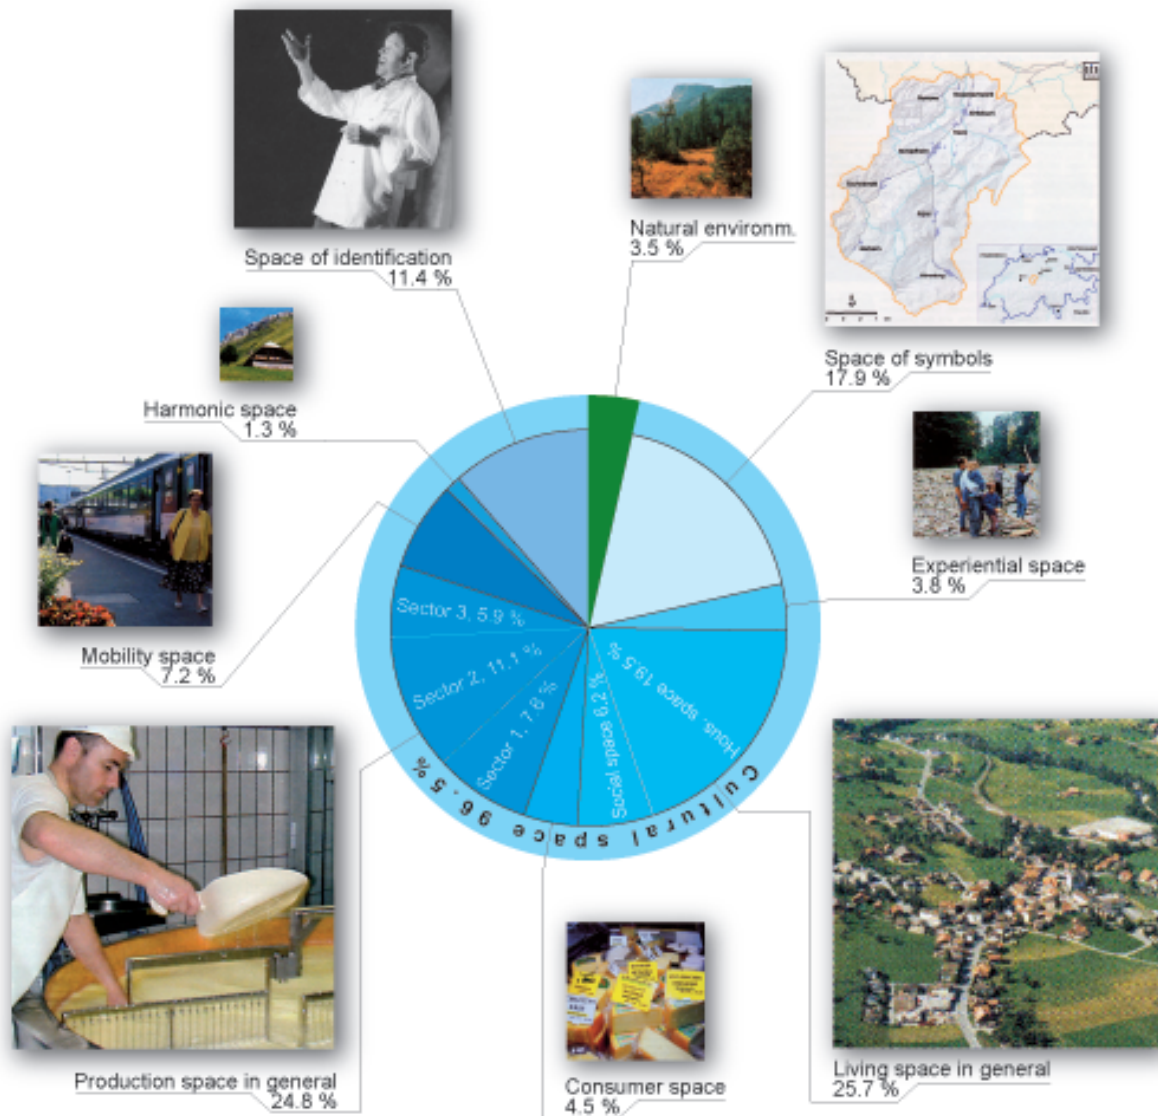 Space of identification
11.4 %
Natural environm.
3.5 %
Space of symbols
17.9 %
Harmonic space
1.3 %
Experiential space
3.8 %
Mobility space
7.2 %
Sector 3, 5.9 %
Sector 2, 11.1 %
Sector 1, 7.8 %
Social space 6.2 %
Hous. space 19.5 %
Cultural space 96.5 %
Production space in general
24.8 %
Consumer space
4.5 %
Living space in general
25.7 %